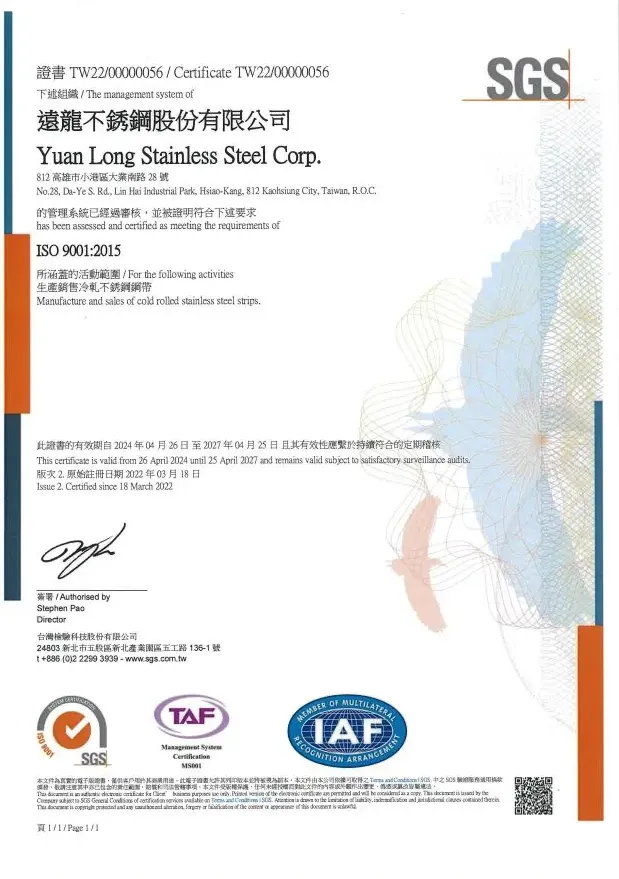 證書 TW22/00000056 / Certificate TW22/00000056
SGS
下述組織 / The management system of
遠龍不銹鋼股份有限公司
Yuan Long Stainless Steel Corp.
812 高雄市小港區大業南路 28 號
No.28, Da-Ye S. Rd., Lin Hai Industrial Park, Hsiao-Kang, 812 Kaohsiung City, Taiwan, R.O.C.
的管理系統已經過審核，並被證明符合下述要求
has been assessed and certified as meeting the requirements of
ISO 9001:2015
所涵蓋的活動範圍 / For the following activities
生產銷售冷軋不銹鋼鋼帶
Manufacture and sales of cold rolled stainless steel strips.
此證書的有效期自 2024 年 04 月 26 日 至 2027 年 04 月 25 日 且其有效性應繫於持續符合的定期稽核
This certificate is valid from 26 April 2024 until 25 April 2027 and remains valid subject to satisfactory surveillance audits.
版次 2. 原始註冊日期 2022 年 03 月 18 日
Issue 2. Certified since 18 March 2022
簽署 / Authorised by
Stephen Pao
Director
台灣檢驗科技股份有限公司
24803 新北市五股區新北產業園區五工路 136-1 號
t +886 (0)2 2299 3939 - www.sgs.com.tw
SYSTEM CERTIFICATION
ISO 9001
SGS
TAF
Management System
Certification
MS001
MEMBER OF MULTILATERAL
IAF
RECOGNITION ARRANGEMENT
This document is an authentic electronic certificate for Client' business purposes use only. Printed version of the electronic certificate are permitted and will be considered as a copy. This document is issued by the
Company subject to SGS General Conditions of certification services available on Terms and Conditions | SGS. Attention is drawn to the limitation of liability, indemnification and jurisdictional clauses contained therein.
This document is copyright protected and any unauthorized alteration, forgery or falsification of the content or appearance of this document is unlawful.
頁 1 / 1 / Page 1 / 1